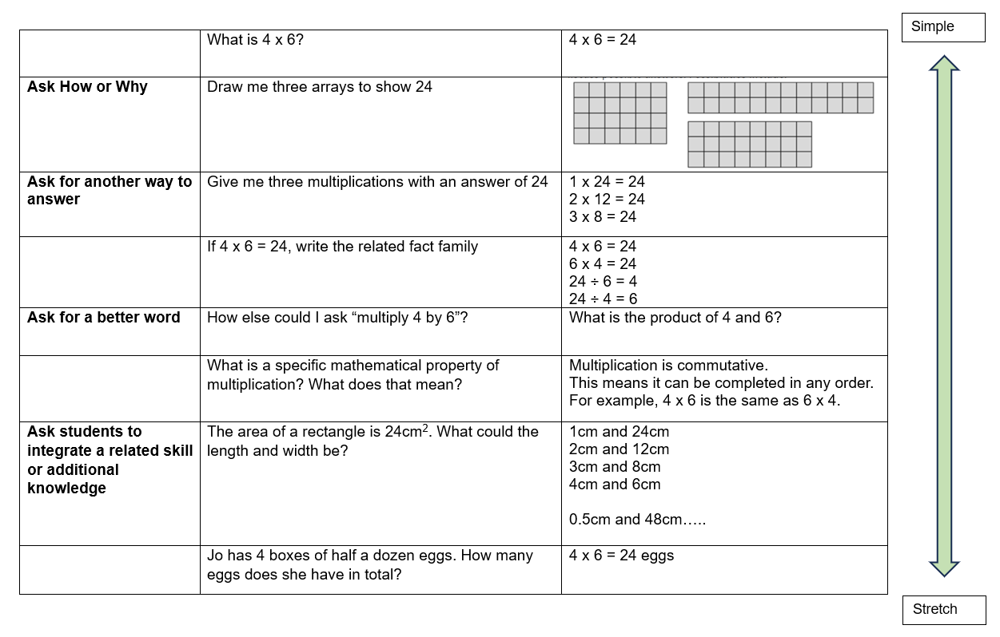 Simple
What is 4 x 6?
4 x 6 = 24
Ask How or Why
Draw me three arrays to show 24
Ask for another way to
answer
Give me three multiplications with an answer of 24
1 x 24 = 24
2 x 12 = 24
3 x 8 = 24
If 4 x 6 = 24, write the related fact family
4 x 6 = 24
6 x 4 = 24
24 ÷ 6 = 4
24 ÷ 4 = 6
Ask for a better word
How else could I ask “multiply 4 by 6”?
What is the product of 4 and 6?
What is a specific mathematical property of
multiplication? What does that mean?
Multiplication is commutative.
This means it can be completed in any order.
For example, 4 x 6 is the same as 6 x 4.
Ask students to
integrate a related skill
or additional
knowledge
The area of a rectangle is 24cm². What could the
length and width be?
1cm and 24cm
2cm and 12cm
3cm and 8cm
4cm and 6cm
0.5cm and 48cm…..
Jo has 4 boxes of half a dozen eggs. How many
eggs does she have in total?
4 x 6 = 24 eggs
Stretch